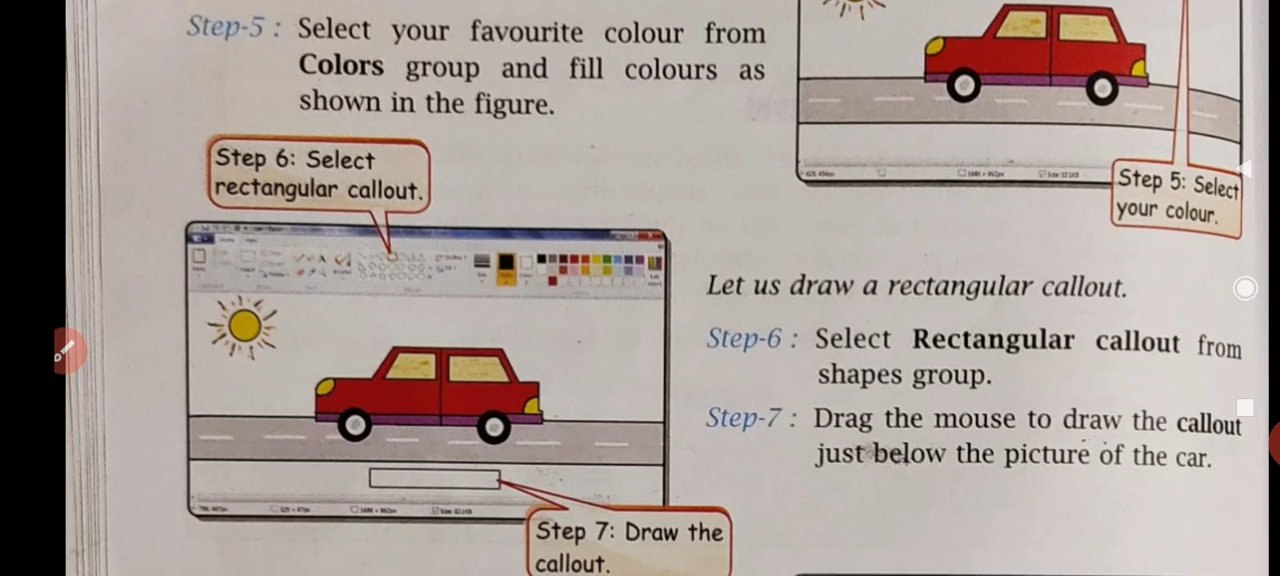 Step-5 : Select your favourite colour from
Colors group and fill colours as
shown in the figure.
Step 5: Select
your colour.
Step 6: Select
rectangular callout.
Let us draw a rectangular callout.
Step-6 : Select Rectangular callout from
shapes group.
Step-7 : Drag the mouse to draw the callout
just below the picture of the car.
Step 7: Draw the
callout.